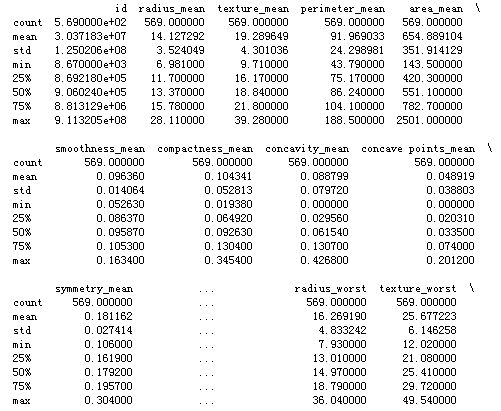 id radius_mean texture_mean perimeter_mean area_mean \
count 5.690000e+02 569.000000 569.000000 569.000000 569.000000
mean 3.037183e+07 14.127292 19.289649 91.969033 654.889104
std 1.250206e+08 3.524049 4.301036 24.298981 351.914129
min 8.670000e+03 6.981000 9.710000 43.790000 143.500000
25% 8.692180e+05 11.700000 16.170000 75.170000 420.300000
50% 9.060240e+05 13.370000 18.840000 86.240000 551.100000
75% 8.813129e+06 15.780000 21.800000 104.100000 782.700000
max 9.113205e+08 28.110000 39.280000 188.500000 2501.000000
smoothness_mean compactness_mean concavity_mean concave points_mean \
count 569.000000 569.000000 569.000000 569.000000
mean 0.096360 0.104341 0.088799 0.048919
std 0.014064 0.052813 0.079720 0.038803
min 0.052630 0.019380 0.000000 0.000000
25% 0.086370 0.064920 0.029560 0.020310
50% 0.095870 0.092630 0.061540 0.033500
75% 0.105300 0.130400 0.130700 0.074000
max 0.163400 0.345400 0.426800 0.201200
symmetry_mean ... radius_worst texture_worst \
count 569.000000 ... 569.000000 569.000000
mean 0.181162 ... 16.269190 25.677223
std 0.027414 ... 4.833242 6.146258
min 0.106000 ... 7.930000 12.020000
25% 0.161900 ... 13.010000 21.080000
50% 0.179200 ... 14.970000 25.410000
75% 0.195700 ... 18.790000 29.720000
max 0.304000 ... 36.040000 49.540000